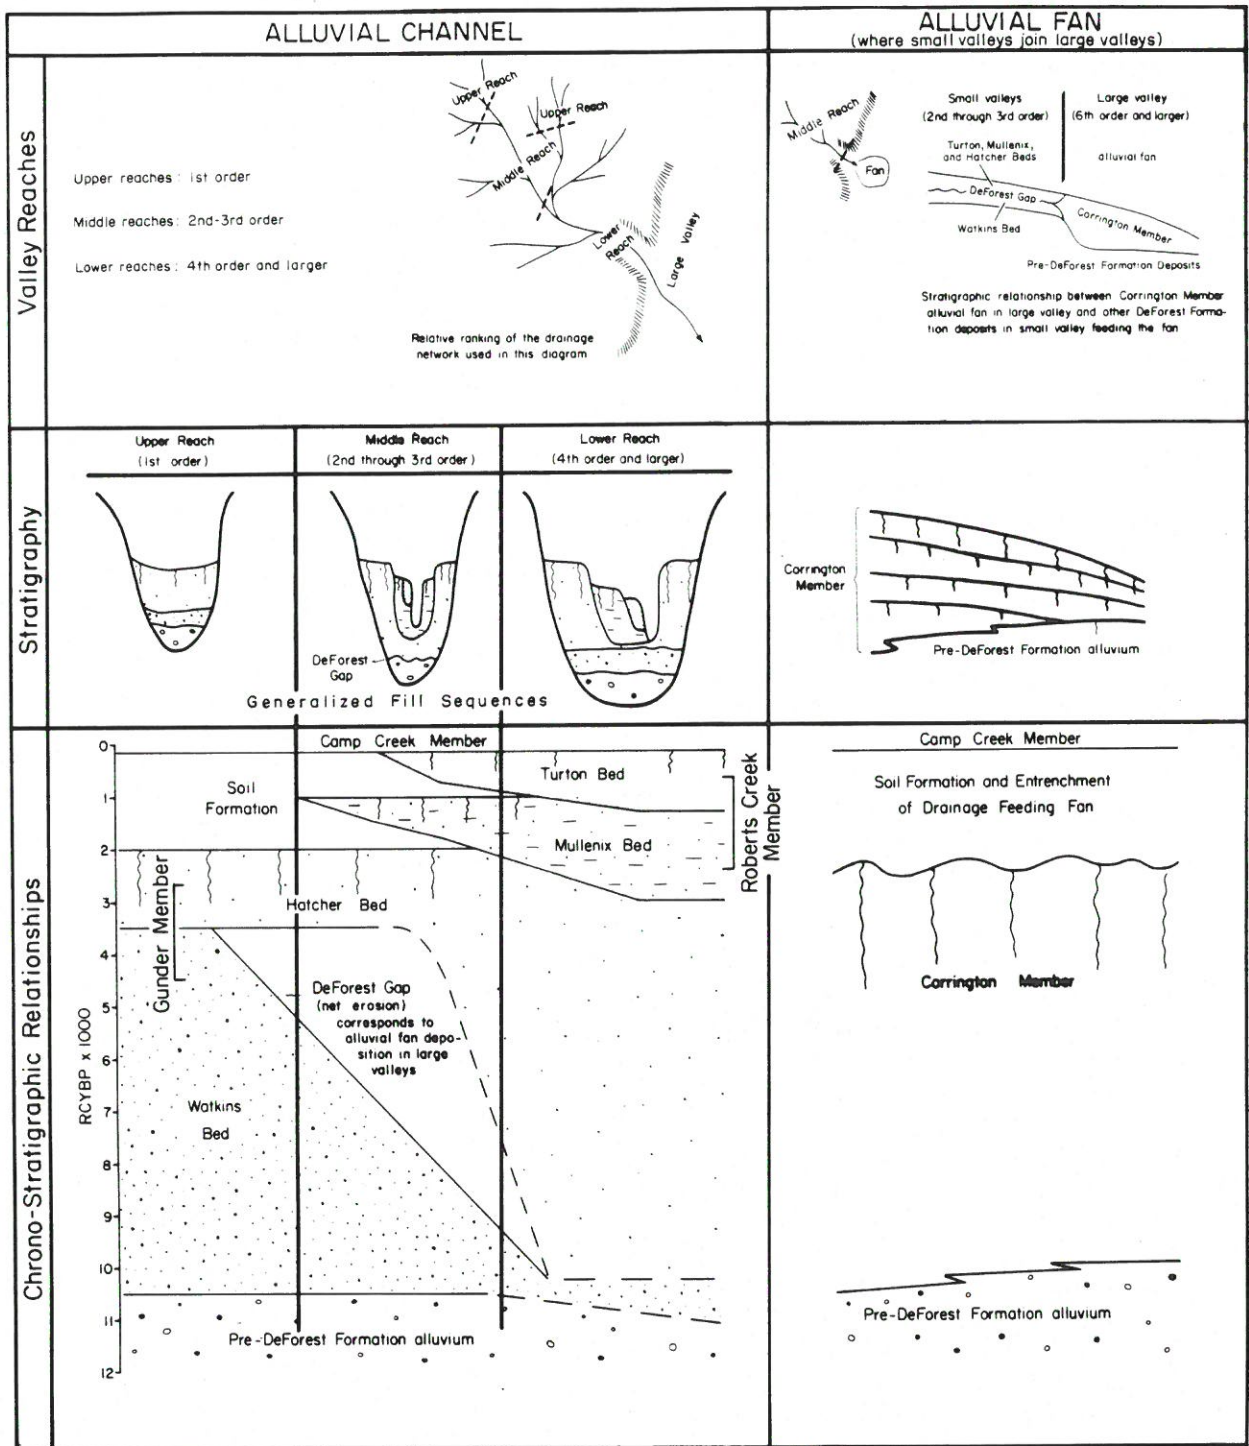 ALLUVIAL CHANNEL
ALLUVIAL FAN
(where small valleys join large valleys)
Valley Reaches
Upper reaches: 1st order
Middle reaches: 2nd-3rd order
Lower reaches: 4th order and larger
Upper Reach
Upper Reach
Middle Reach
Lower
Reach
Large Valley
Relative ranking of the drainage
network used in this diagram
Middle Reach
Fan
Small valleys
(2nd through 3rd order)
Large valley
(6th order and larger)
Turton, Mullenix,
and Hatcher Beds
alluvial fan
DeForest Gap
Corrington Member
Watkins Bed
Pre-DeForest Formation Deposits
Stratigraphic relationship between Corrington Member
alluvial fan in large valley and other DeForest Forma-
tion deposits in small valley feeding the fan
Stratigraphy
Upper Reach
(1st order)
Middle Reach
(2nd through 3rd order)
Lower Reach
(4th order and larger)
DeForest
Gap
Generalized Fill Sequences
Corrington
Member
Pre-DeForest Formation alluvium
Chrono-Stratigraphic Relationships
RCYBP x 1000
0
1
2
3
4
5
6
7
8
9
10
11
12
Camp Creek Member
Soil
Formation
Turton Bed
Mullenix Bed
Roberts Creek
Member
Gunder Member
Hatcher Bed
DeForest Gap
(net erosion)
corresponds to
alluvial fan depo-
sition in large
valleys
Watkins
Bed
Pre-DeForest Formation alluvium
Camp Creek Member
Soil Formation and Entrenchment
of Drainage Feeding Fan
Corrington Member
Pre-DeForest Formation alluvium